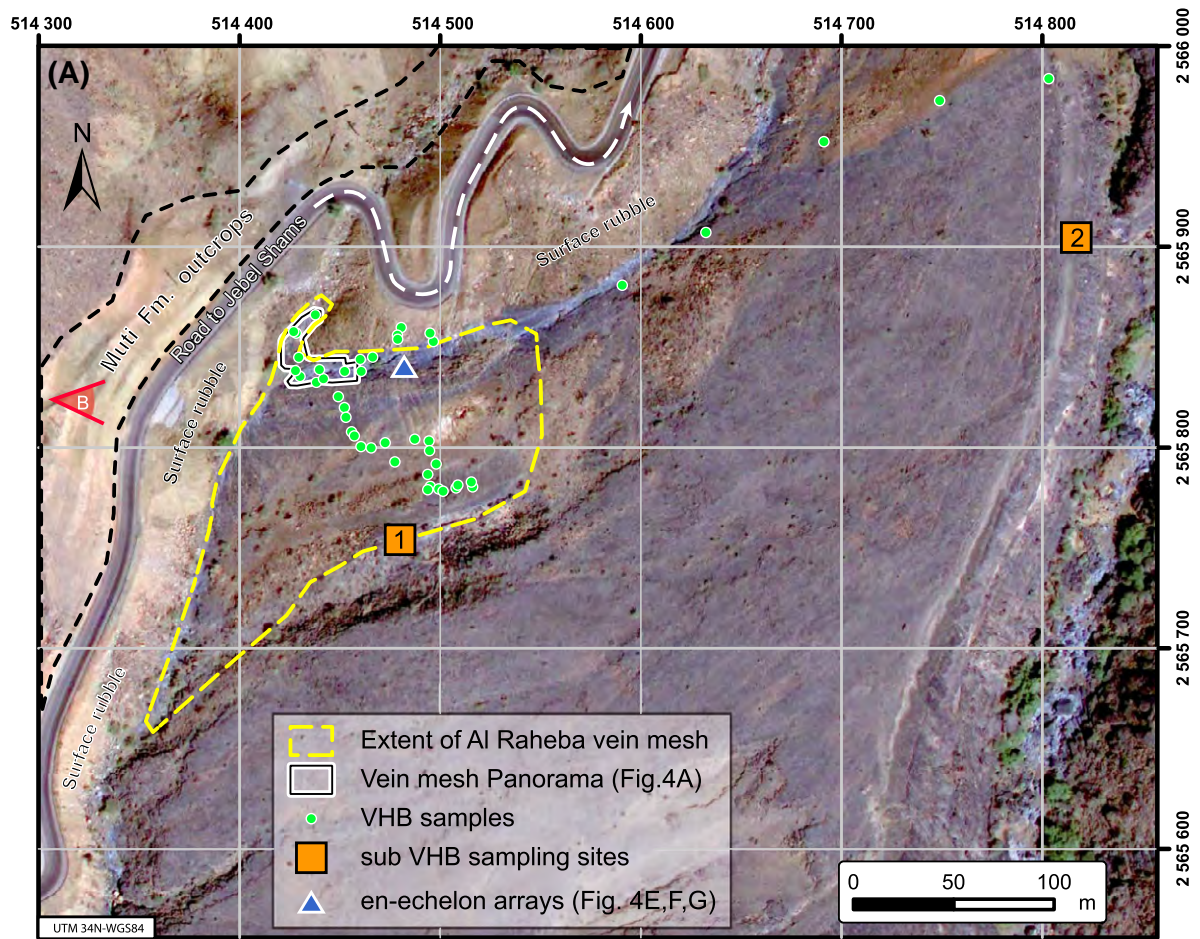 514 300 514 400 514 500 514 600 514 700 514 800
2 566 000
(A)
N
Muti Fm. outcrops
Road to Jebel Shams
Surface rubble
2
2 565 900
B
Surface rubble
2 565 800
1
2 565 700
Surface rubble
Extent of Al Raheba vein mesh
Vein mesh Panorama (Fig.4A)
VHB samples
sub VHB sampling sites
en-echelon arrays (Fig. 4E,F,G)
2 565 600
0 50 100
m
UTM 34N-WGS84